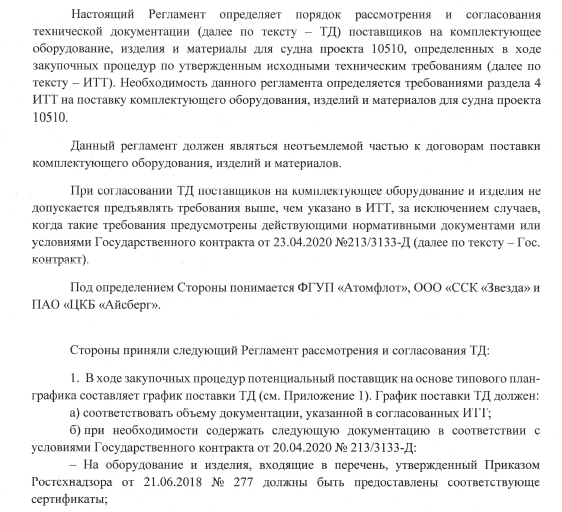 Настоящий Регламент определяет порядок рассмотрения и согласования
технической документации (далее по тексту – ТД) поставщиков на комплектующее
оборудование, изделия и материалы для судна проекта 10510, определенных в ходе
закупочных процедур по утвержденным исходными техническим требованиям (далее по
тексту – ИТТ). Необходимость данного регламента определяется требованиями раздела 4
ИТТ на поставку комплектующего оборудования, изделий и материалов для судна проекта
10510.
Данный регламент должен являться неотъемлемой частью к договорам поставки
комплектующего оборудования, изделий и материалов.
При согласовании ТД поставщиков на комплектующее оборудование и изделия не
допускается предъявлять требования выше, чем указано в ИТТ, за исключением случаев,
когда такие требования предусмотрены действующими нормативными документами или
условиями Государственного контракта от 23.04.2020 №213/3133-Д (далее по тексту – Гос.
контракт).
Под определением Стороны понимается ФГУП «Атомфлот», ООО «ССК «Звезда» и
ПАО «ЦКБ «Айсберг».
Стороны приняли следующий Регламент рассмотрения и согласования ТД:
1. В ходе закупочных процедур потенциальный поставщик на основе типового план-
графика составляет график поставки ТД (см. Приложение 1). График поставки ТД должен:
а) соответствовать объему документации, указанной в согласованных ИТТ;
б) при необходимости содержать следующую документацию в соответствии с
условиями Государственного контракта от 20.04.2020 № 213/3133-Д:
– На оборудование и изделия, входящие в перечень, утвержденный Приказом
Ростехнадзора от 21.06.2018 № 277 должны быть предоставлены соответствующе
сертификаты;